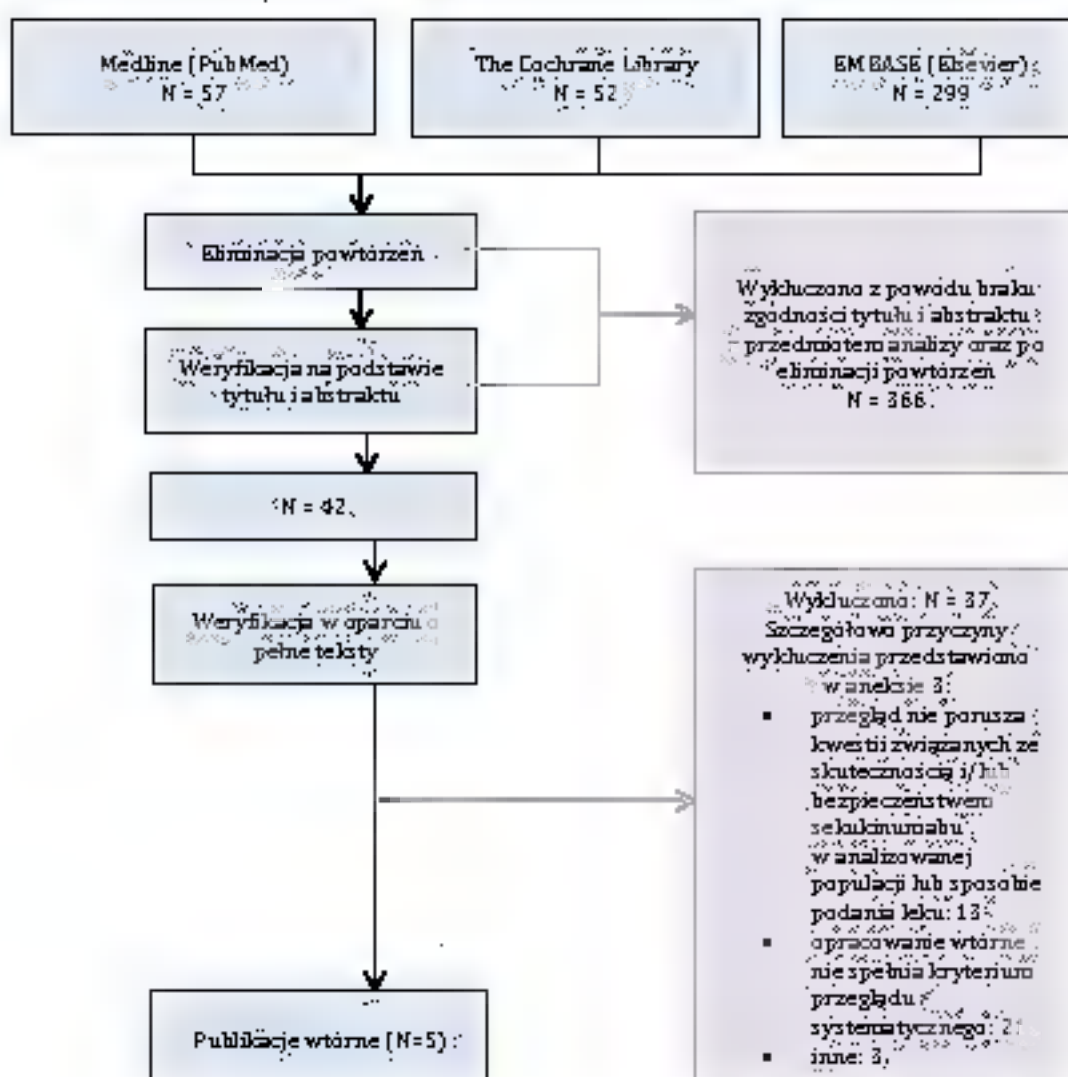 Medline (PubMed)
N = 57
The Cochrane Library
N = 52
EMBASE (Elsevier)
N = 299
Eliminacja powtórzeń
Weryfikacja na podstawie
tytułu i abstraktu
Wykluczono z powodu braku
zgodności tytułu i abstraktu
przedmiotem analizy oraz po
eliminacji powtórzeń
N = 366
N = 42
Weryfikacja w oparciu o
pełne teksty
Wykluczono: N = 37
Szczegółowo przyczyny
wykluczenia przedstawiono
w aneksie 3:
▪ przegląd nie porusza
kwestii związanych ze
skutecznością i/lub
bezpieczeństwem
sekukinumabu
w analizowanej
populacji lub sposobie
podania leku: 13
▪ opracowanie wtórne
nie spełnia kryterium
przeglądu
systematycznego:
▪ inne: 3,
Publikacje wtórne (N=5)